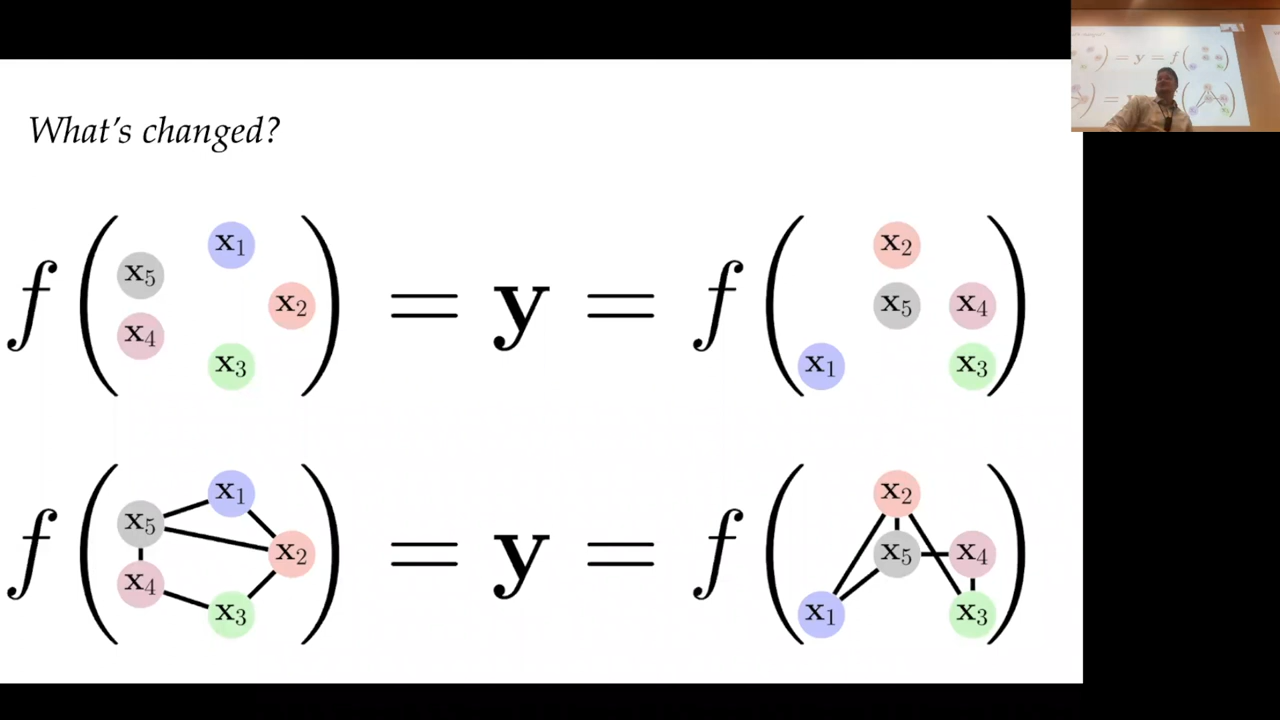 What's changed?
f ( x₅ x₁ x₄ x₂ x₃ ) = y = f ( x₂ x₅ x₄ x₁ x₃ )
f ( x₅ x₁ x₄ x₂ x₃ ) = y = f ( x₂ x₅ x₄ x₁ x₃ )